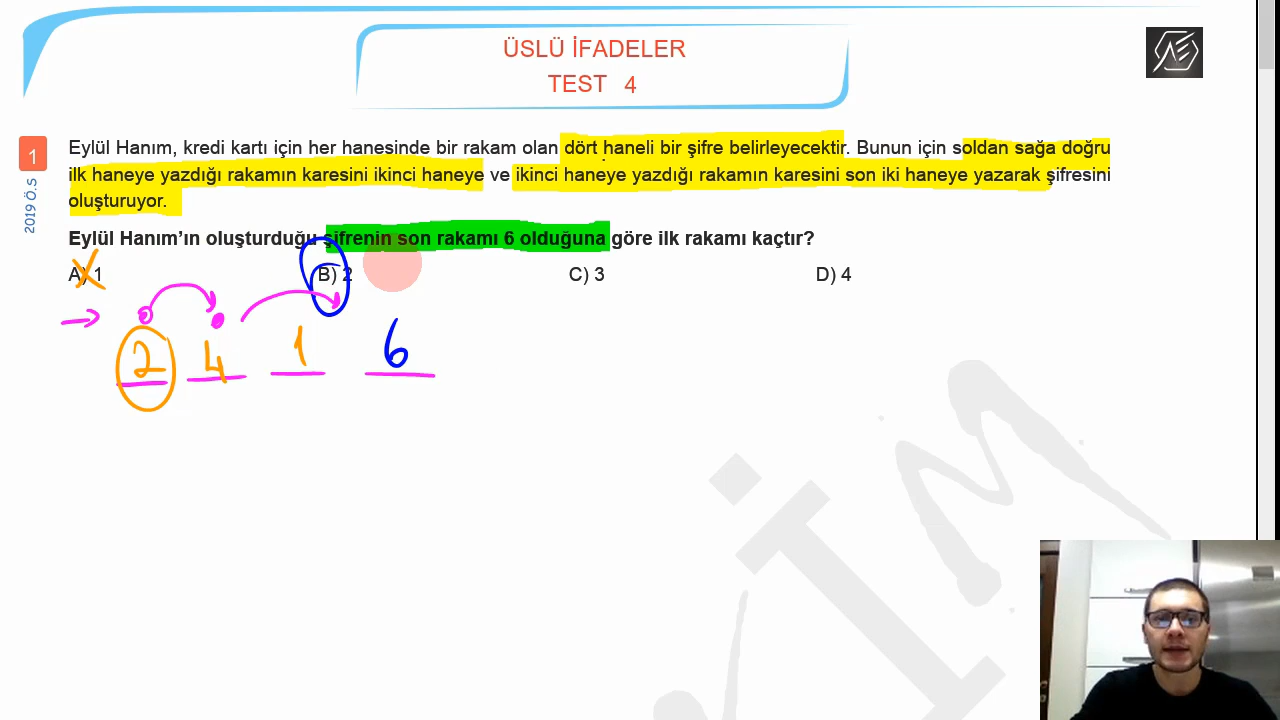 ÜSLÜ İFADELER
TEST 4
1
2019 Ö.S
Eylül Hanım, kredi kartı için her hanesinde bir rakam olan dört haneli bir şifre belirleyecektir. Bunun için soldan sağa doğru
ilk haneye yazdığı rakamın karesini ikinci haneye ve ikinci haneye yazdığı rakamın karesini son iki haneye yazarak şifresini
oluşturuyor.
Eylül Hanım'ın oluşturduğu şifrenin son rakamı 6 olduğuna göre ilk rakamı kaçtır?
A) 1 B) 2 C) 3 D) 4
2 4 1 6